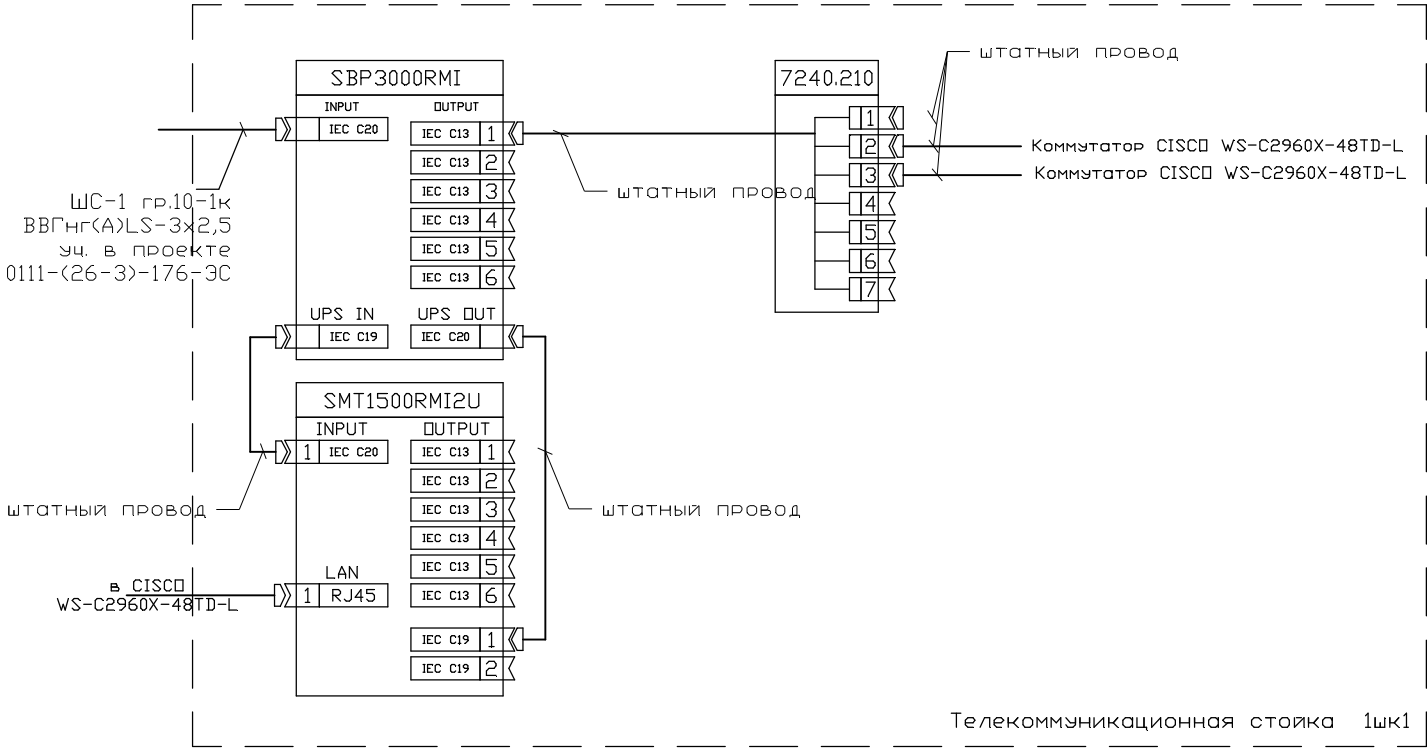 штатный провод
SBP3000RMI
7240.210
INPUT
OUTPUT
IEC C20
IEC C13 1
IEC C13 2
IEC C13 3
IEC C13 4
IEC C13 5
IEC C13 6
1
2
3
4
5
6
7
Коммутатор CISCO WS-C2960X-48TD-L
Коммутатор CISCO WS-C2960X-48TD-L
штатный провод
ШС-1 гр.10-1к
ВВГнг(А)LS-3х2,5
уч. в проекте
0111-(26-3)-176-ЭС
UPS IN
UPS OUT
IEC C19
IEC C20
SMT1500RMI2U
INPUT
OUTPUT
1 IEC C20
IEC C13 1
IEC C13 2
IEC C13 3
IEC C13 4
IEC C13 5
IEC C13 6
штатный провод
штатный провод
LAN
1 RJ45
в CISCO
WS-C2960X-48TD-L
IEC C19 1
IEC C19 2
Телекоммуникационная стойка 1шк1